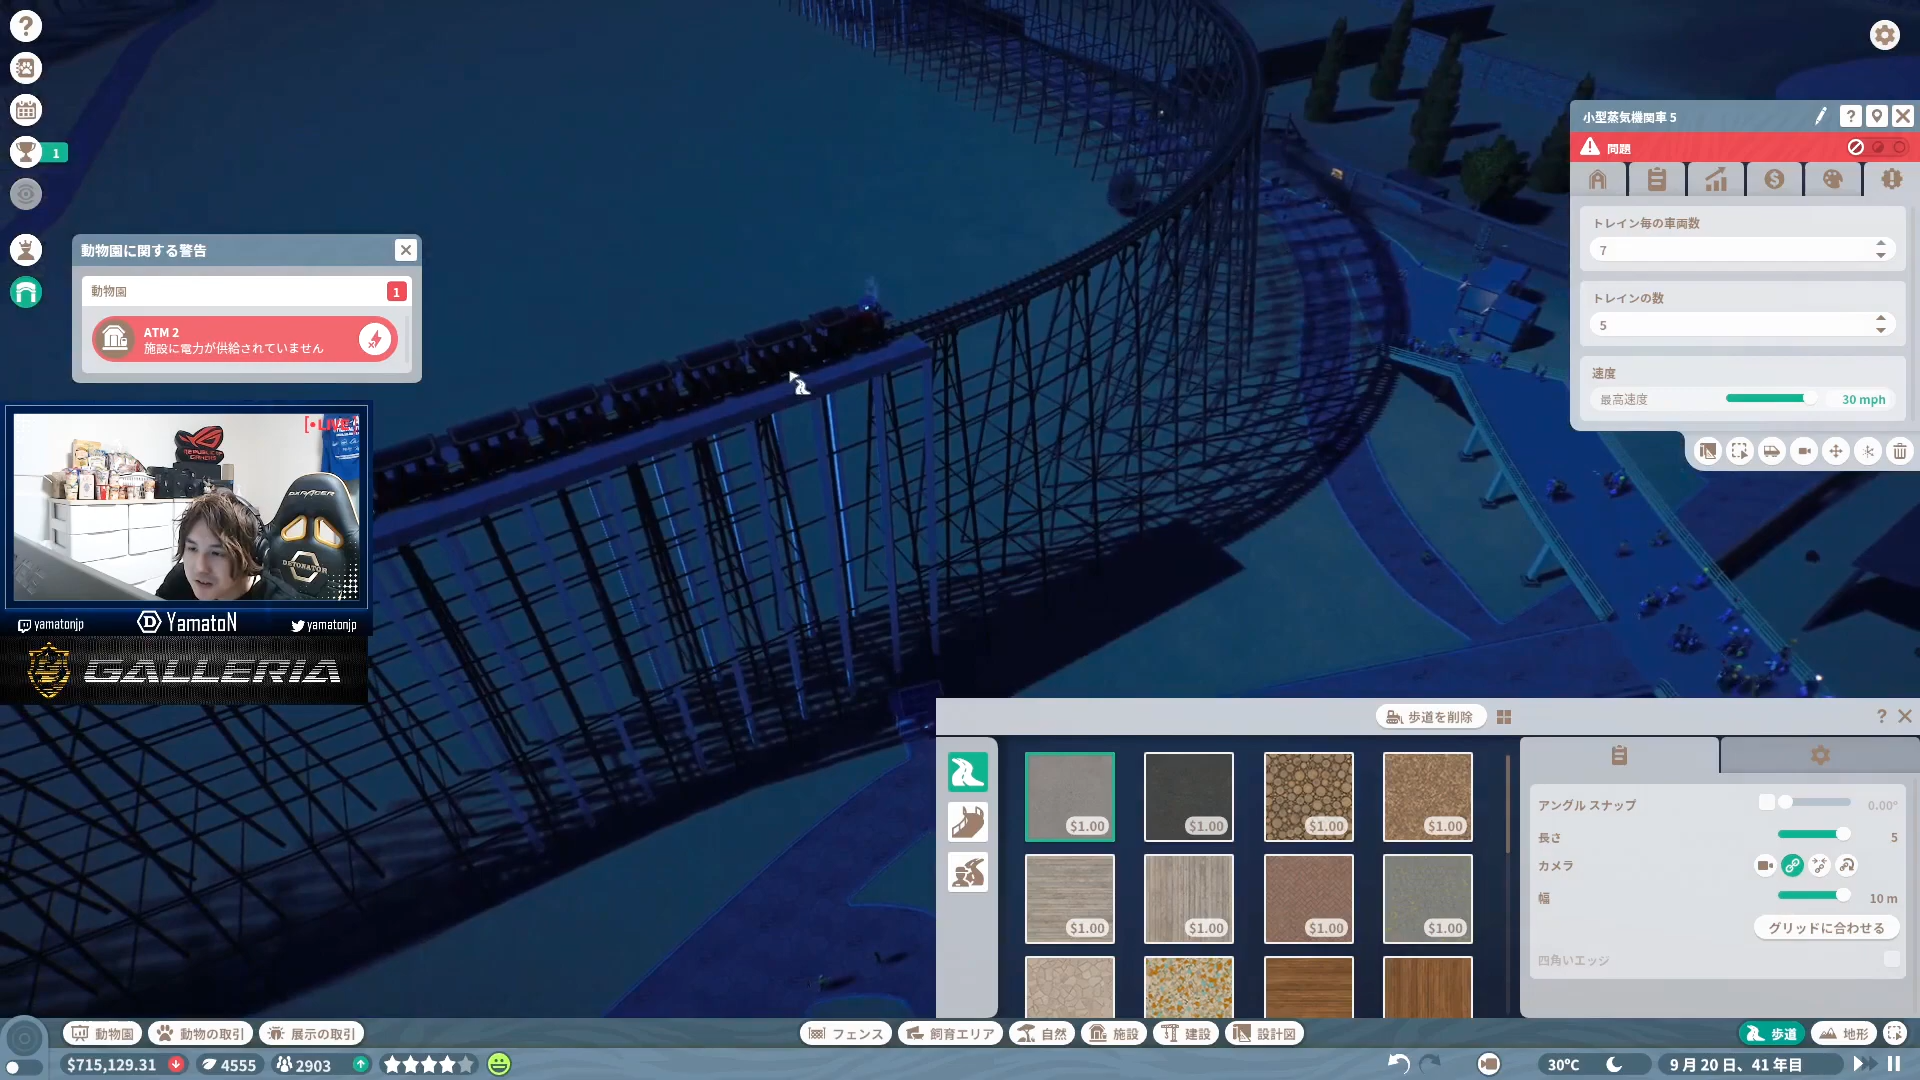 ?
1
動物園に関する警告
動物園
1
ATM 2
施設に電力が供給されていません
LIVE
REPUBLIC OF GAMERS
DXRACER
DETONATOR
yamatonjp
YamatoN
yamatonjp
GALLERIA
小型蒸気機関車 5
?
問題
トレイン毎の車両数
7
トレインの数
5
速度
最高速度
30 mph
歩道を削除
?
$1.00
$1.00
$1.00
$1.00
$1.00
$1.00
$1.00
$1.00
アングル スナップ
0.00°
長さ
5
カメラ
幅
10 m
グリッドに合わせる
四角いエッジ
動物園
動物の取引
展示の取引
フェンス
飼育エリア
自然
施設
建設
設計図
歩道
地形
$715,129.31
4555
2903
30°C
9 月 20 日、41 年目